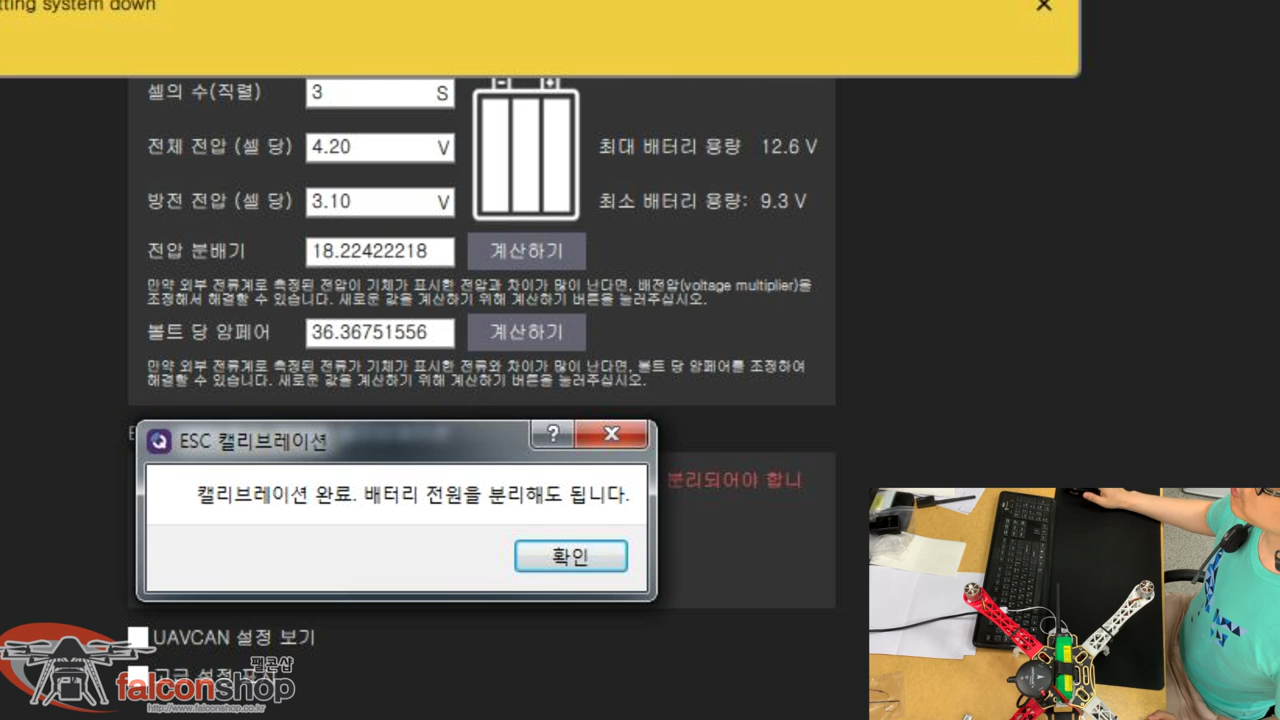 tting system down
셀의 수(직렬) 3 S
전체 전압 (셀 당) 4.20 V 최대 배터리 용량 12.6 V
방전 전압 (셀 당) 3.10 V 최소 배터리 용량: 9.3 V
전압 분배기 18.22422218 계산하기
만약 외부 전류계로 측정된 전압이 기체가 표시한 전압과 차이가 많이 난다면, 배전압(voltage multiplier)을
조정해서 해결할 수 있습니다. 새로운 값을 계산하기 위해 계산하기 버튼을 눌러주십시오.
볼트 당 암페어 36.36751556 계산하기
만약 외부 전류계로 측정된 전류가 기체가 표시한 전류와 차이가 많이 난다면, 볼트 당 암페어를 조정하여
해결할 수 있습니다. 새로운 값을 계산하기 위해 계산하기 버튼을 눌러주십시오.
ESC 캘리브레이션
분리되어야 합니
캘리브레이션 완료. 배터리 전원을 분리해도 됩니다.
확인
UAVCAN 설정 보기
팰콘샵
falconshop
http://www.falconshop.co.kr